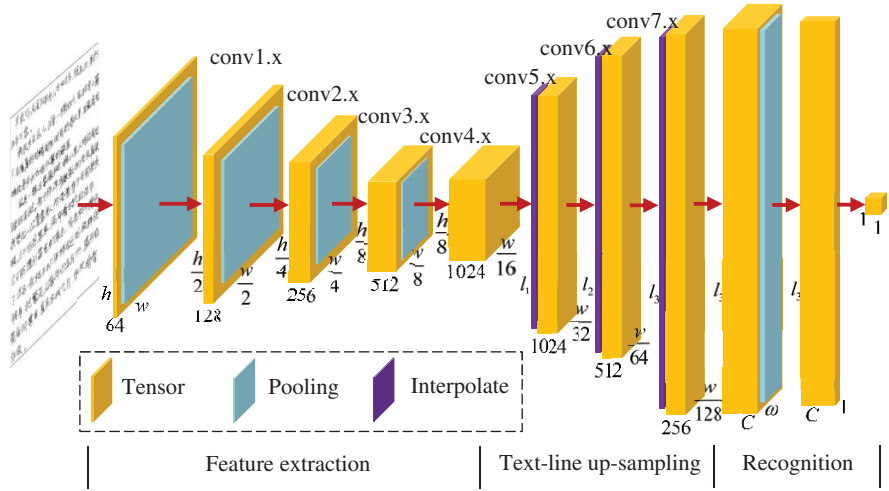 conv1.x
conv2.x
conv3.x
conv4.x
conv5.x
conv6.x
conv7.x
h
w
64
h/2
w/2
128
h/4
w/4
256
h/8
w/8
512
h/8
w/16
1024
l₁
w/32
1024
l₂
w/64
512
l₃
w/128
256
l₃
C
ω
l₃
C
1
1
1
Tensor
Pooling
Interpolate
Feature extraction
Text-line up-sampling
Recognition